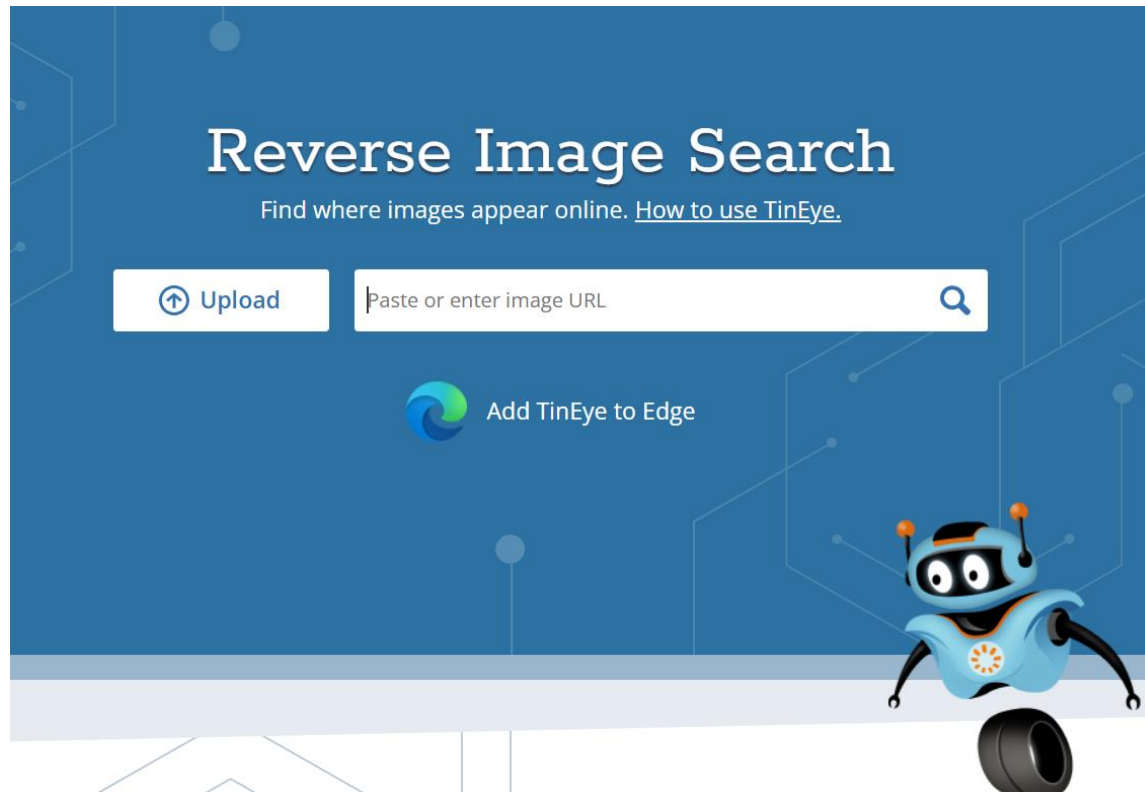 Reverse Image Search
Find where images appear online. How to use TinEye.
Upload
Paste or enter image URL
Add TinEye to Edge